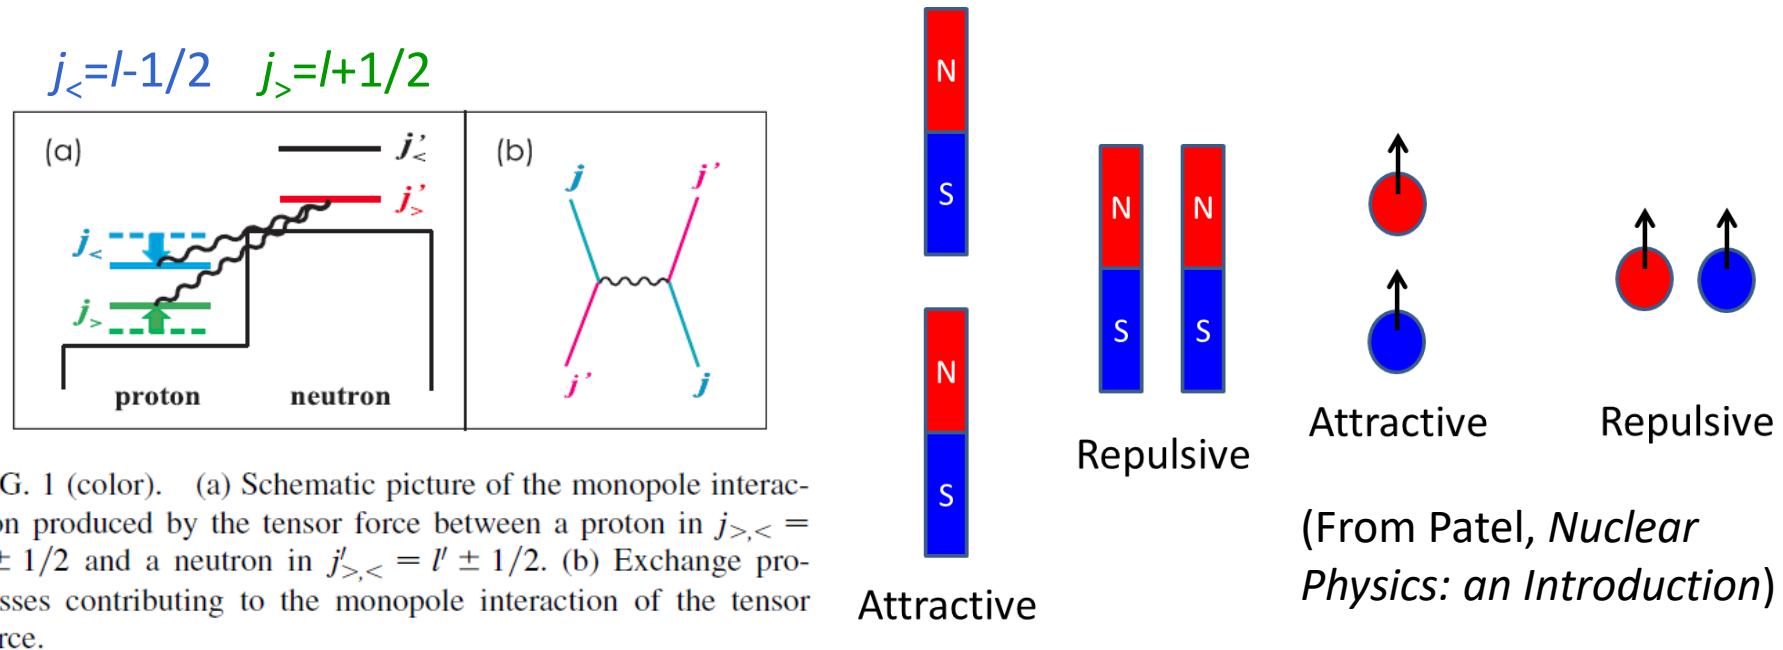 j<=l-1/2 j>=l+1/2
(a)
j'<
j'>
j<
j>
proton neutron
(b)
j j'
j' j
G. 1 (color). (a) Schematic picture of the monopole interac-
on produced by the tensor force between a proton in j>,< =
± 1/2 and a neutron in j'>,< = l' ± 1/2. (b) Exchange pro-
sses contributing to the monopole interaction of the tensor
rce.
N
S
N
S
Attractive
N N
S S
Repulsive
Attractive
Repulsive
(From Patel, Nuclear
Physics: an Introduction)